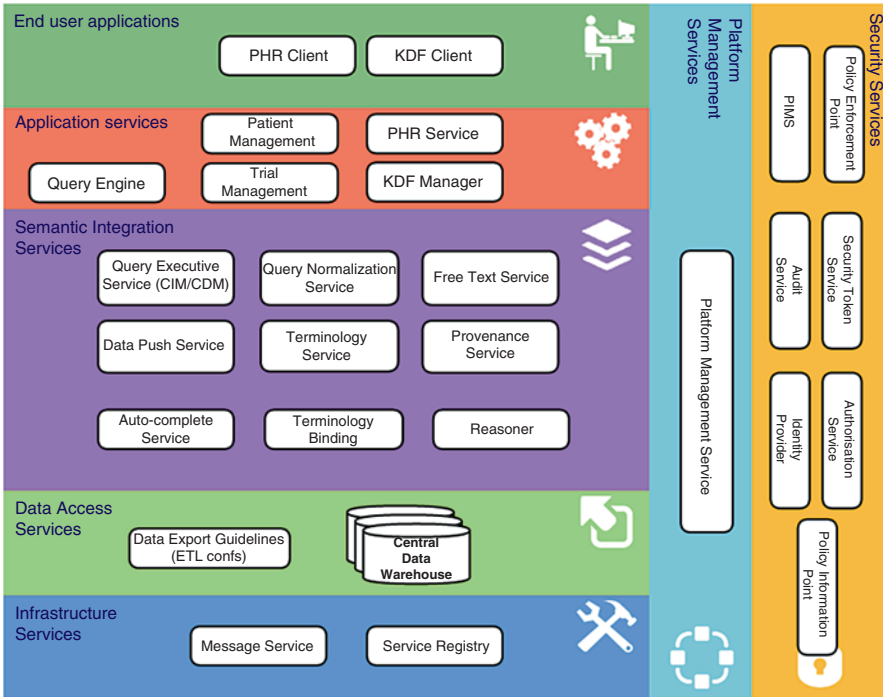 End user applications
PHR Client
KDF Client
Application services
Patient
Management
PHR Service
Query Engine
Trial
Management
KDF Manager
Semantic Integration
Services
Query Executive
Service (CIM/CDM)
Query Normalization
Service
Free Text Service
Data Push Service
Terminology
Service
Provenance
Service
Auto-complete
Service
Terminology
Binding
Reasoner
Data Access
Services
Data Export Guidelines
(ETL confs)
Central
Data
Warehouse
Infrastructure
Services
Message Service
Service Registry
Platform
Management
Services
Platform Management Service
Security Services
Policy Enforcement
Point
PIMS
Security Token
Service
Audit
Service
Authorisation
Service
Identity
Provider
Policy Information
Point